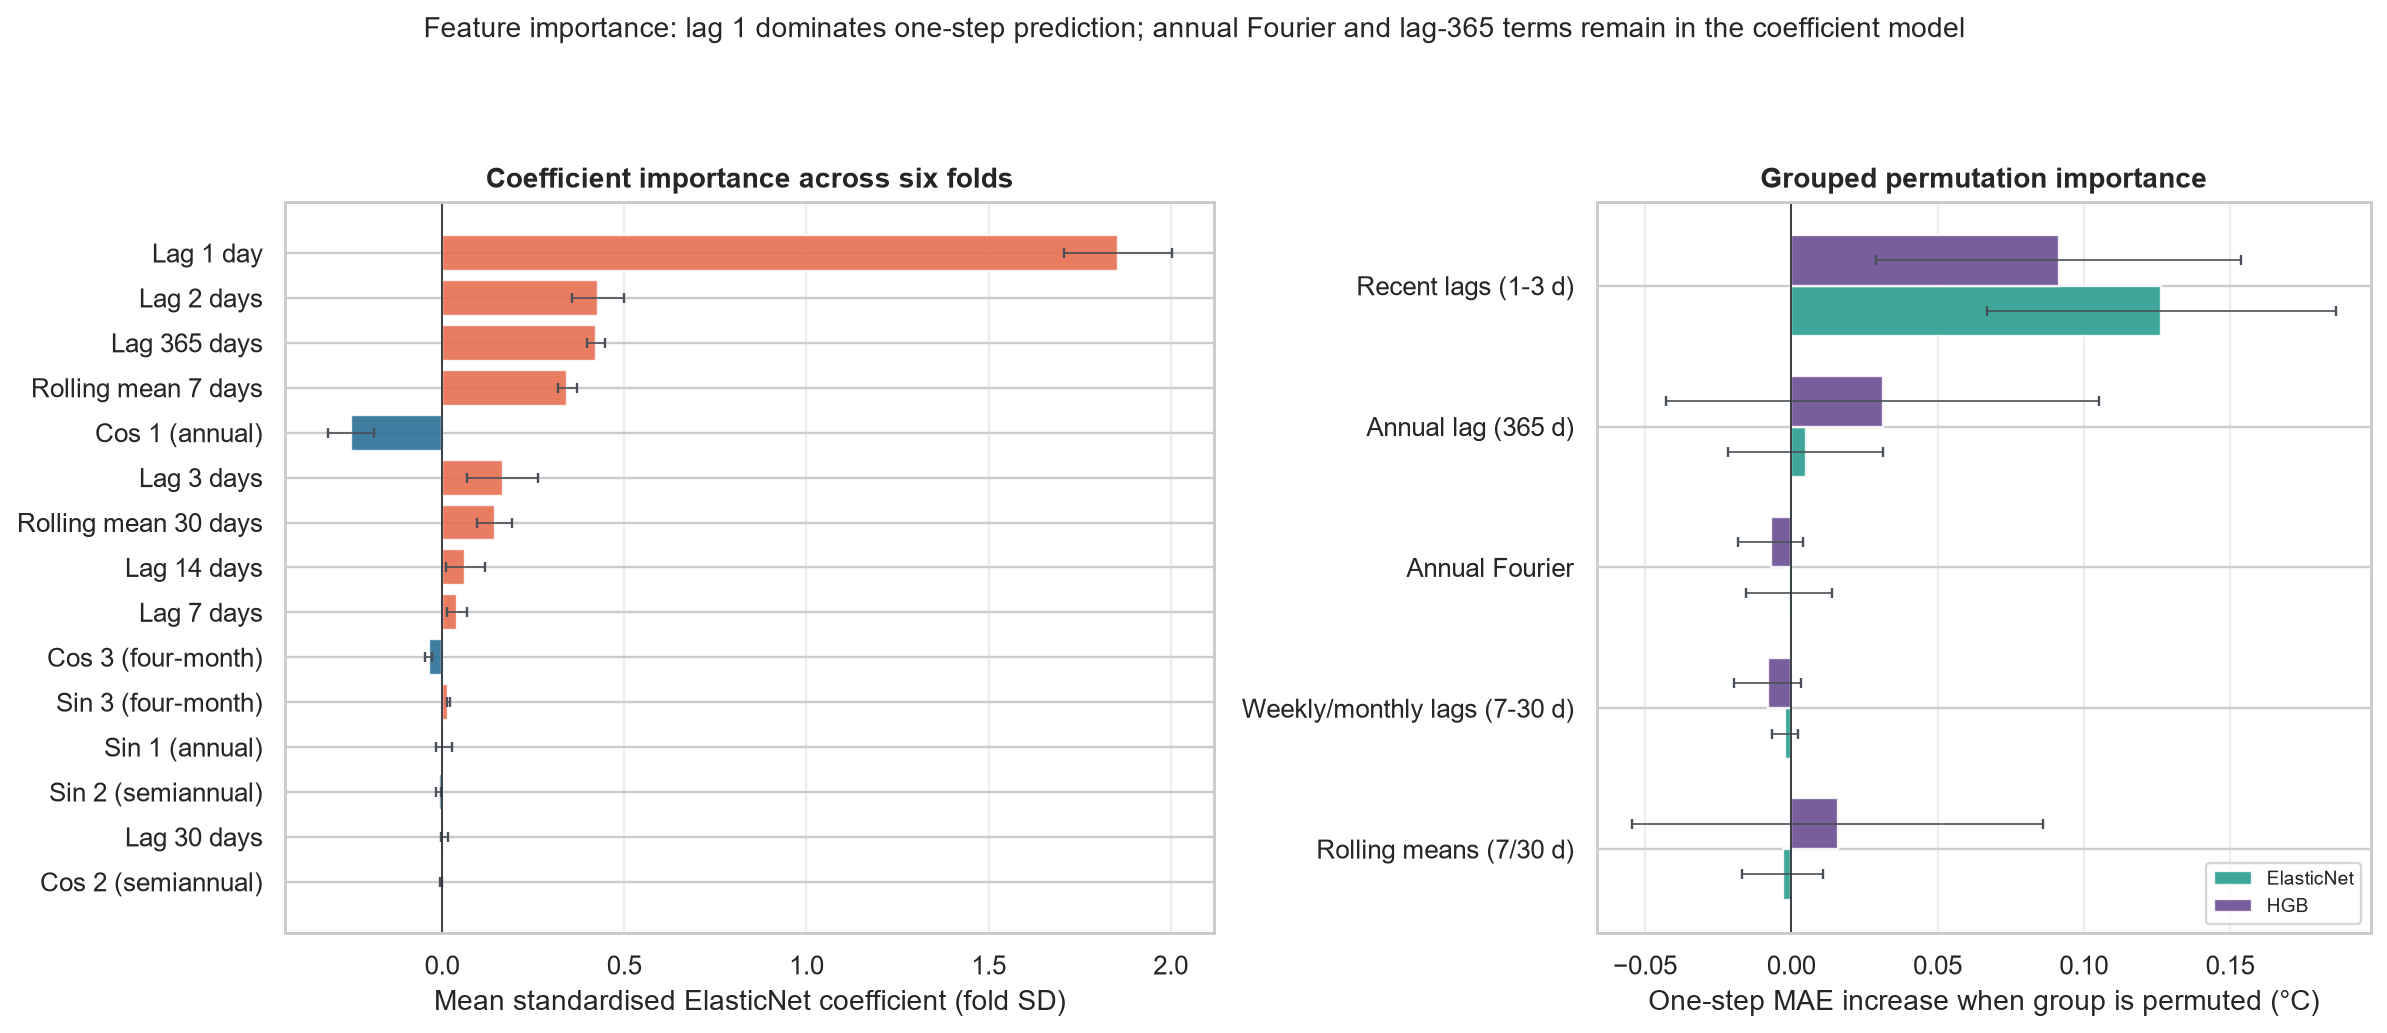 Feature importance: lag 1 dominates one-step prediction; annual Fourier and lag-365 terms remain in the coefficient model
Coefficient importance across six folds
Lag 1 day
Lag 2 days
Lag 365 days
Rolling mean 7 days
Cos 1 (annual)
Lag 3 days
Rolling mean 30 days
Lag 14 days
Lag 7 days
Cos 3 (four-month)
Sin 3 (four-month)
Sin 1 (annual)
Sin 2 (semiannual)
Lag 30 days
Cos 2 (semiannual)
0.0 0.5 1.0 1.5 2.0
Mean standardised ElasticNet coefficient (fold SD)
Grouped permutation importance
Recent lags (1-3 d)
Annual lag (365 d)
Annual Fourier
Weekly/monthly lags (7-30 d)
Rolling means (7/30 d)
ElasticNet
HGB
−0.05 0.00 0.05 0.10 0.15
One-step MAE increase when group is permuted (°C)